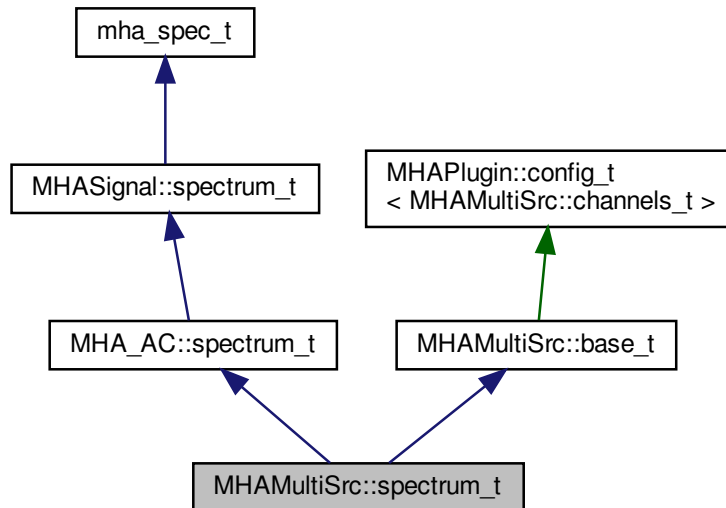 mha_spec_t
MHASignal::spectrum_t
MHAPlugin::config_t
< MHAMultiSrc::channels_t >
MHA_AC::spectrum_t
MHAMultiSrc::base_t
MHAMultiSrc::spectrum_t